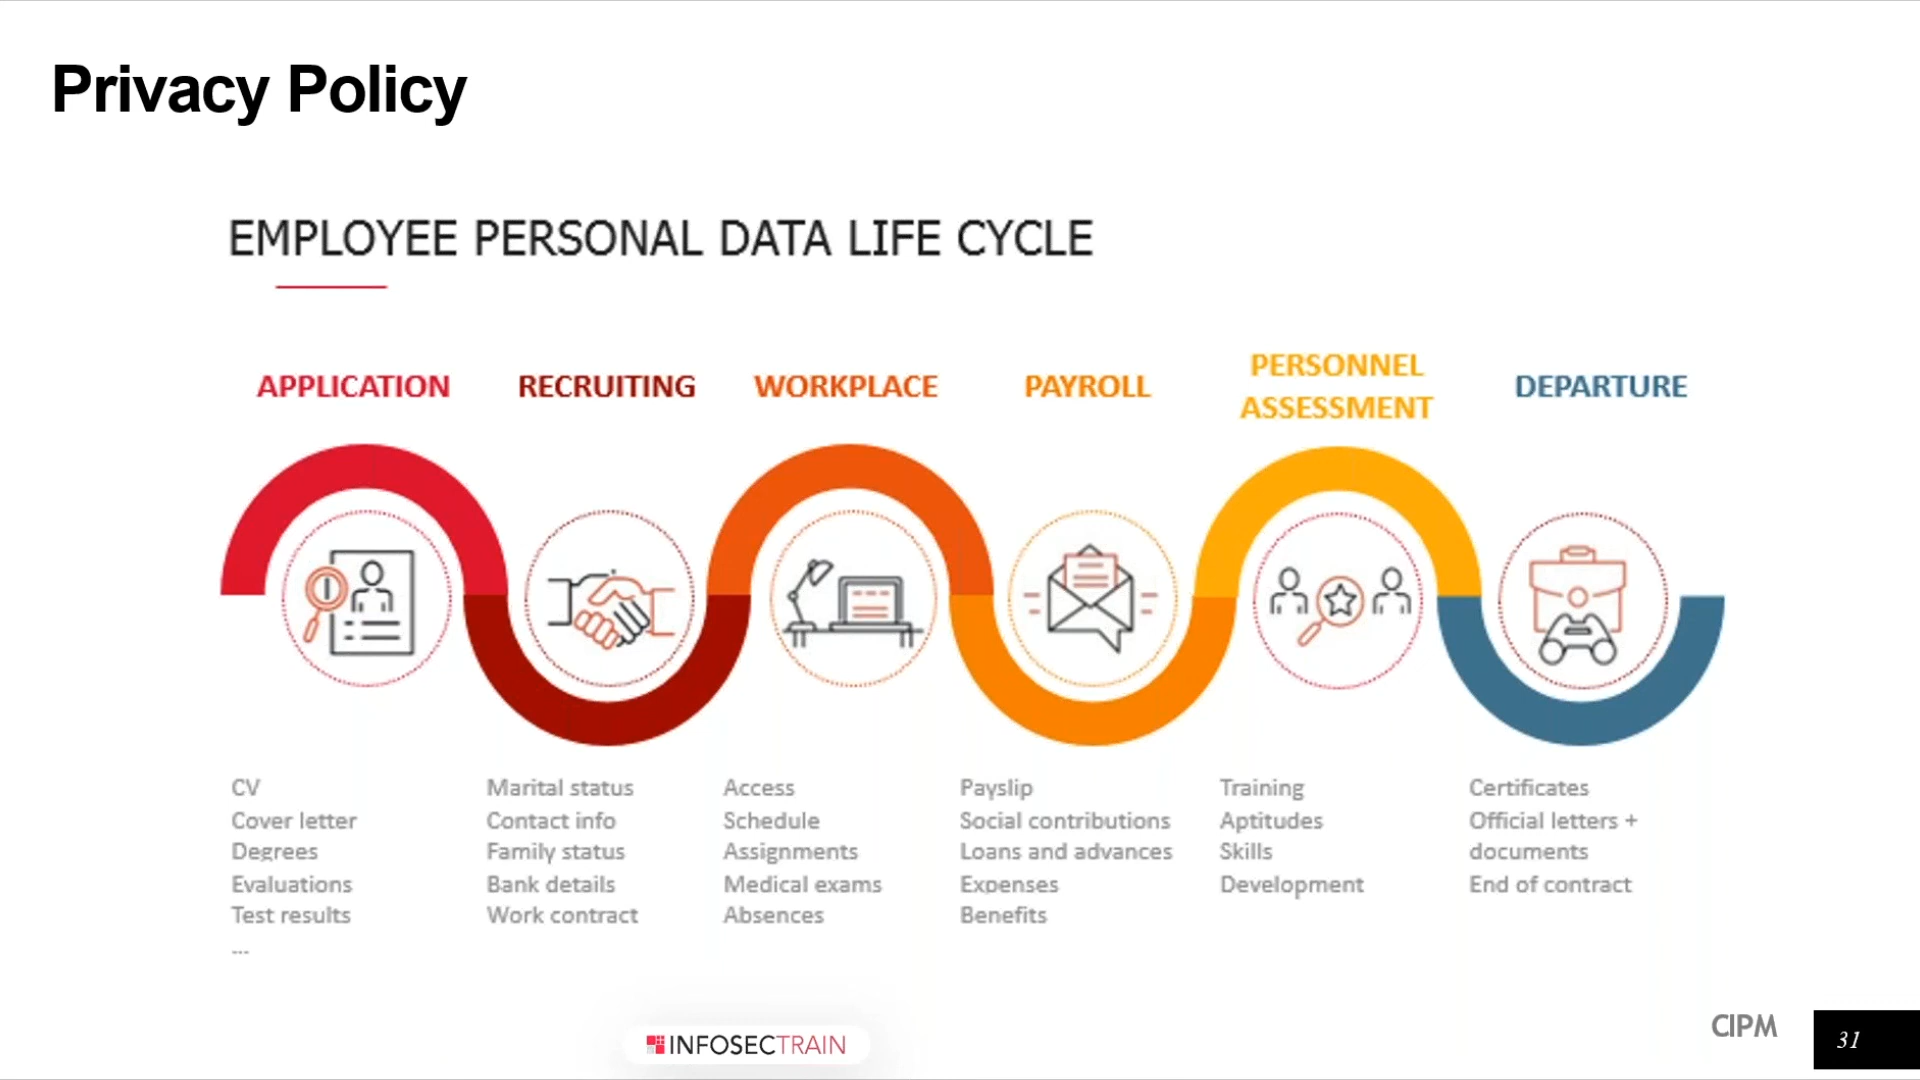 Privacy Policy
EMPLOYEE PERSONAL DATA LIFE CYCLE
APPLICATION
RECRUITING
WORKPLACE
PAYROLL
PERSONNEL
ASSESSMENT
DEPARTURE
CV
Cover letter
Degrees
Evaluations
Test results
...
Marital status
Contact info
Family status
Bank details
Work contract
Access
Schedule
Assignments
Medical exams
Absences
Payslip
Social contributions
Loans and advances
Expenses
Benefits
Training
Aptitudes
Skills
Development
Certificates
Official letters +
documents
End of contract
INFOSECTRAIN
CIPM
31